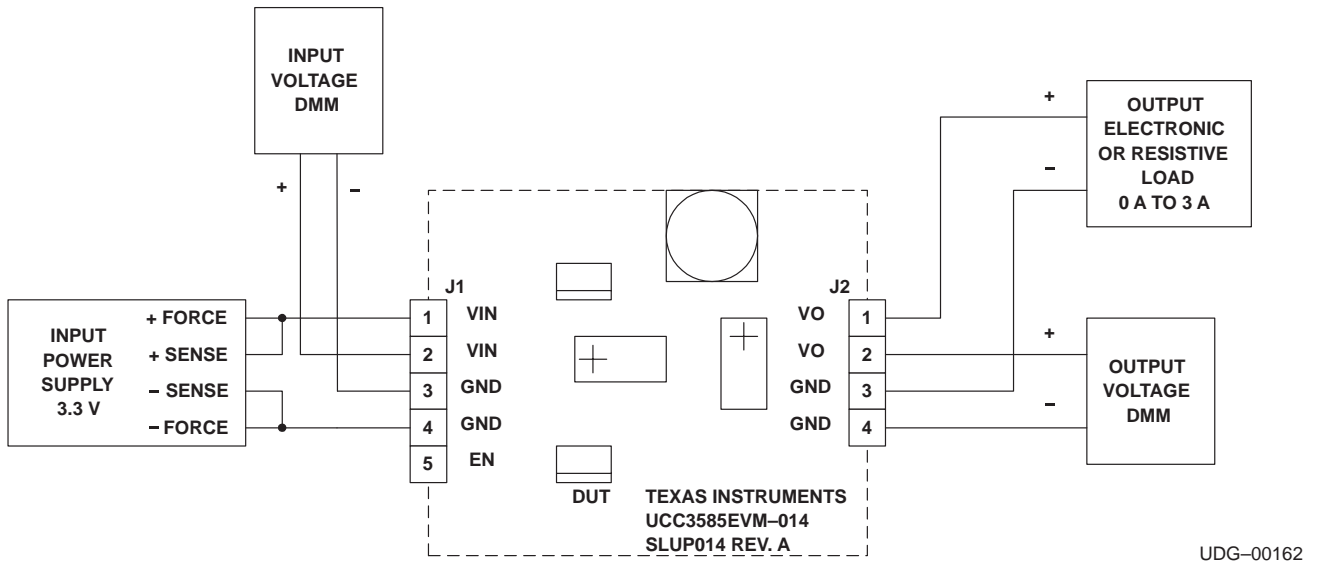 INPUT
VOLTAGE
DMM
+
–
INPUT
POWER
SUPPLY
3.3 V
+ FORCE
+ SENSE
– SENSE
– FORCE
J1
1
2
3
4
5
VIN
VIN
GND
GND
EN
DUT
TEXAS INSTRUMENTS
UCC3585EVM–014
SLUP014 REV. A
J2
VO
VO
GND
GND
1
2
3
4
+
–
OUTPUT
ELECTRONIC
OR RESISTIVE
LOAD
0 A TO 3 A
+
–
OUTPUT
VOLTAGE
DMM
UDG–00162